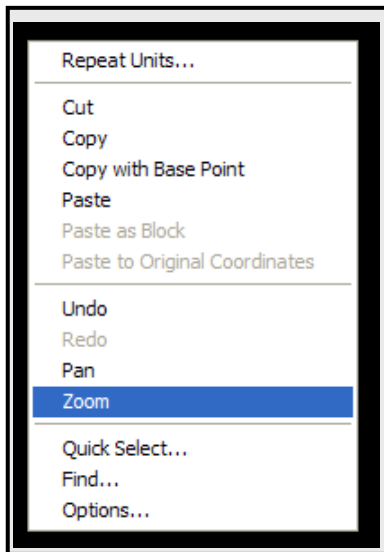 Repeat Units...
Cut
Copy
Copy with Base Point
Paste
Paste as Block
Paste to Original Coordinates
Undo
Redo
Pan
Zoom
Quick Select...
Find...
Options...